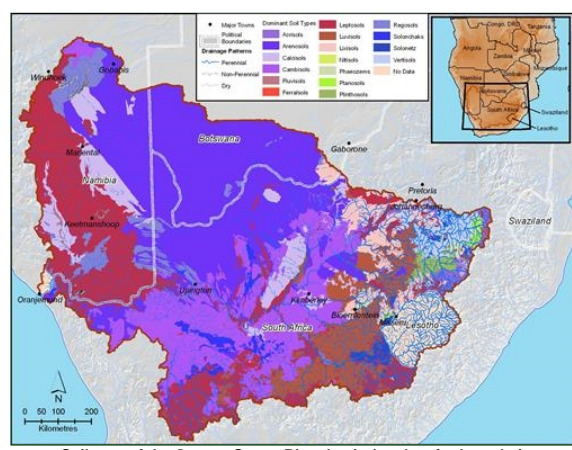 Major Towns
Political
Boundaries
Drainage Patterns
Perennial
Non-Perennial
Dry
Dominant Soil Types
Acrisols
Arenosols
Calcisols
Cambisols
Fluvisols
Ferralsols
Leptosols
Luvisols
Lixisols
Nitisols
Phaeozems
Planosols
Plinthosols
Regosols
Solonchaks
Solonetz
Vertisols
No Data
Congo, DRC
Tanzania
Angola
Zambia
Zimbabwe
Mozambique
Namibia
Botswana
South Africa
Swaziland
Lesotho
Windhoek
Gobabis
Botswana
Gaborone
Mariental
Namibia
Pretoria
Johannesburg
Swaziland
Keetmanshoop
Upington
Oranjemund
Kimberley
South Africa
Bloemfontein
Maseru
Lesotho
N
0 50 100 200
Kilometres